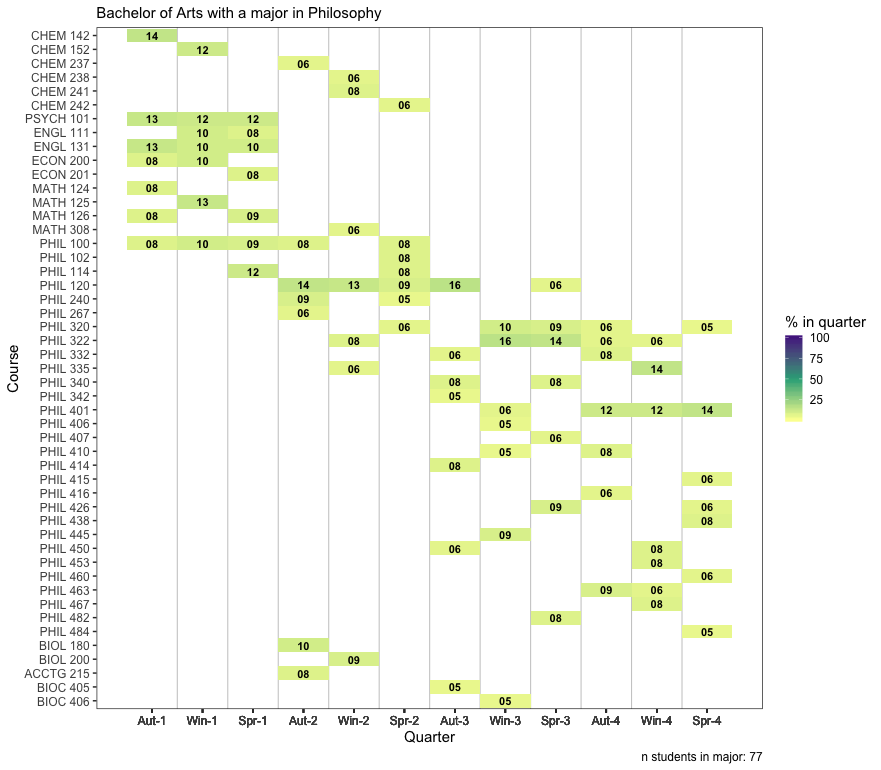 Bachelor of Arts with a major in Philosophy
CHEM 142 14
CHEM 152 12
CHEM 237 06
CHEM 238 06
CHEM 241 08
CHEM 242 06
PSYCH 101 13 12 12
ENGL 111 10 08
ENGL 131 13 10 10
ECON 200 08 10
ECON 201 08
MATH 124 08
MATH 125 13
MATH 126 08 09
MATH 308 06
PHIL 100 08 10 09 08 08
PHIL 102 08
PHIL 114 12 08
PHIL 120 14 13 09 16 06
PHIL 240 09 05
PHIL 267 06
PHIL 320 06 10 09 06 05
PHIL 322 08 16 14 06 06
PHIL 332 06 08
PHIL 335 06 14
PHIL 340 08 08
PHIL 342 05
PHIL 401 06 12 12 14
PHIL 406 05
PHIL 407 06
PHIL 410 05 08
PHIL 414 08
PHIL 415 06
PHIL 416 06
PHIL 426 09 06
PHIL 438 08
PHIL 445 09
PHIL 450 06 08
PHIL 453 08
PHIL 460 06
PHIL 463 09 06
PHIL 467 08
PHIL 482 08
PHIL 484 05
BIOL 180 10
BIOL 200 09
ACCTG 215 08
BIOC 405 05
BIOC 406 05
Aut-1 Win-1 Spr-1 Aut-2 Win-2 Spr-2 Aut-3 Win-3 Spr-3 Aut-4 Win-4 Spr-4
Quarter
Course
% in quarter
100
75
50
25
n students in major: 77